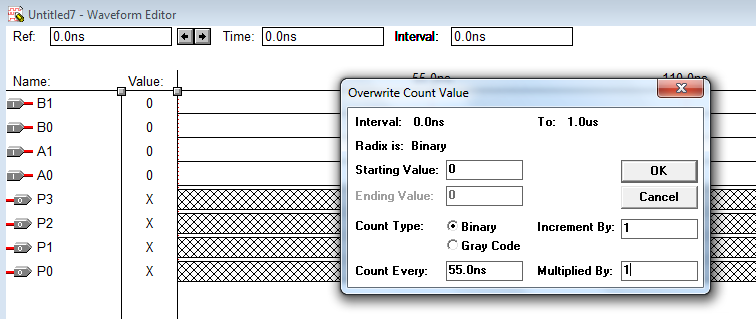 Untitled7 - Waveform Editor
Ref: 0.0ns Time: 0.0ns Interval: 0.0ns
55.0ns 110.0ns
Name: Value:
B1 0
B0 0
A1 0
A0 0
P3 X
P2 X
P1 X
P0 X
Overwrite Count Value
Interval: 0.0ns To: 1.0us
Radix is: Binary
Starting Value: 0 OK
Ending Value: 0 Cancel
Count Type: Binary Increment By: 1
Gray Code
Count Every: 55.0ns Multiplied By: 1